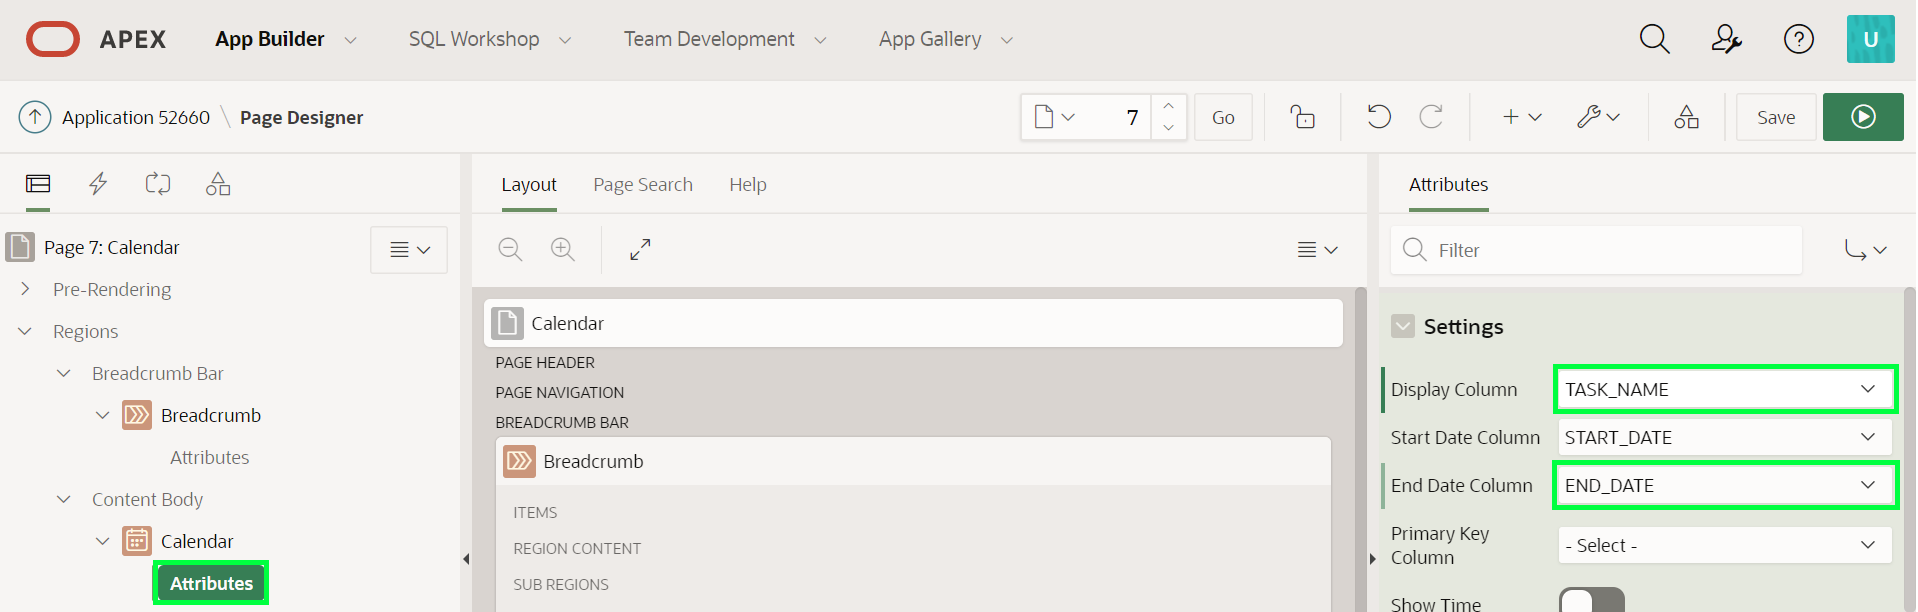 APEX App Builder SQL Workshop Team Development App Gallery U
Application 52660 \ Page Designer 7 Go Save
Layout Page Search Help Attributes
Page 7: Calendar
Filter
Pre-Rendering
Regions
Breadcrumb Bar
Breadcrumb
Attributes
Content Body
Calendar
Attributes
Calendar
PAGE HEADER
PAGE NAVIGATION
BREADCRUMB BAR
Breadcrumb
ITEMS
REGION CONTENT
SUB REGIONS
Settings
Display Column TASK_NAME
Start Date Column START_DATE
End Date Column END_DATE
Primary Key
Column
- Select -
Show Time